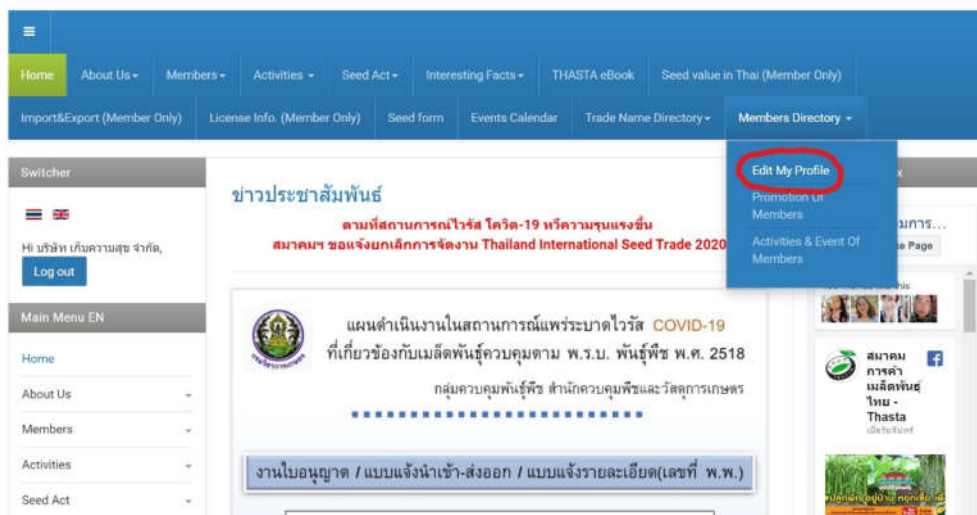 Home
About Us
Members
Activities
Seed Act
Interesting Facts
THASTA eBook
Seed value in Thai (Member Only)
Import&Export (Member Only)
License Info. (Member Only)
Seed form
Events Calendar
Trade Name Directory
Members Directory
Edit My Profile
Promotion Of
Members
Activities & Event Of
Members
Switcher
Hi บริษัท เก็บความสุข จำกัด,
Log out
Main Menu EN
Home
About Us
Members
Activities
Seed Act
ข่าวประชาสัมพันธ์
ตามที่สถานการณ์ไวรัส โควิด-19 ทวีความรุนแรงขึ้น
สมาคมฯ ขอแจ้งยกเลิกการจัดงาน Thailand International Seed Trade 2020
แผนดำเนินงานในสถานการณ์แพร่ระบาดไวรัส COVID-19
ที่เกี่ยวข้องกับเมล็ดพันธุ์ควบคุมตาม พ.ร.บ. พันธุ์พืช พ.ศ. 2518
กลุ่มควบคุมพันธุ์พืช สำนักควบคุมพืชและวัสดุการเกษตร
งานใบอนุญาต / แบบแจ้งนำเข้า-ส่งออก / แบบแจ้งรายละเอียด(เลขที่ พ.พ.)
Page
สมาคม
การค้า
เมล็ดพันธุ์
ไทย -
Thasta
เมื่อวันจันทร์